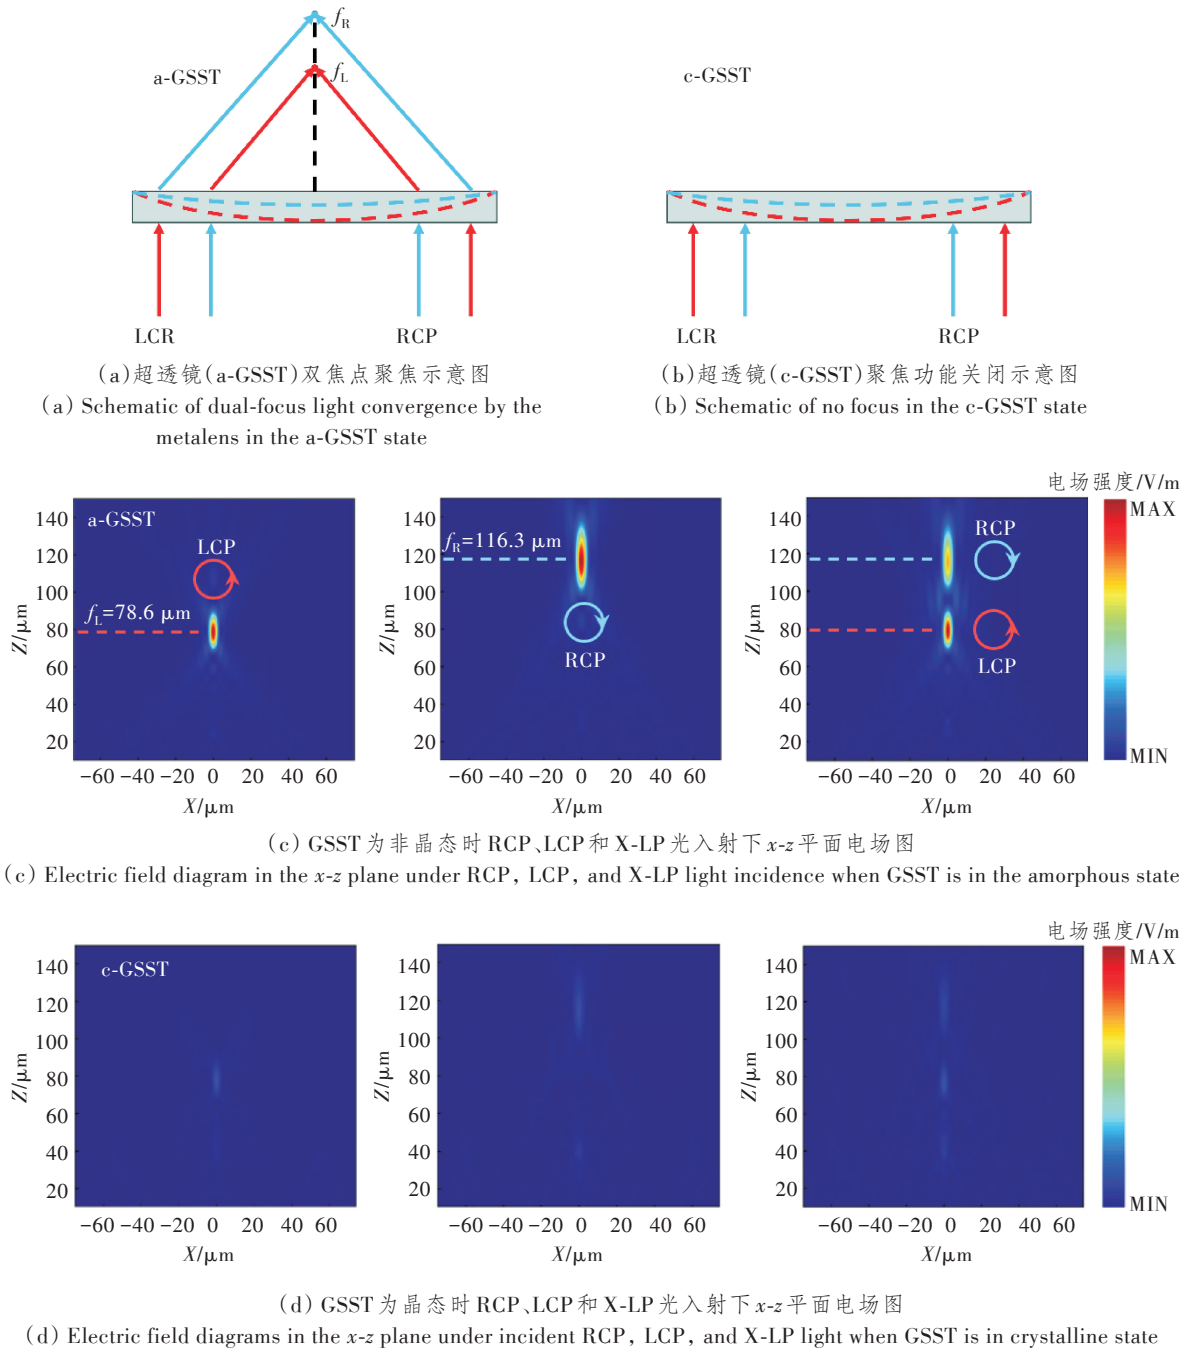 f_R
f_L
a-GSST
LCR
RCP
c-GSST
LCR
RCP
(a)超透镜(a-GSST)双焦点聚焦示意图
(a) Schematic of dual-focus light convergence by the
metalens in the a-GSST state
(b)超透镜(c-GSST)聚焦功能关闭示意图
(b) Schematic of no focus in the c-GSST state
a-GSST
LCP
f_L=78.6 μm
140
120
100
80
60
40
20
Z/μm
−60 −40 −20 0 20 40 60
X/μm
f_R=116.3 μm
RCP
140
120
100
80
60
40
20
Z/μm
−60 −40 −20 0 20 40 60
X/μm
RCP
LCP
140
120
100
80
60
40
20
Z/μm
−60 −40 −20 0 20 40 60
X/μm
电场强度/V/m
MAX
MIN
(c) GSST为非晶态时RCP、LCP和X-LP光入射下x-z平面电场图
(c) Electric field diagram in the x-z plane under RCP, LCP, and X-LP light incidence when GSST is in the amorphous state
c-GSST
140
120
100
80
60
40
20
Z/μm
−60 −40 −20 0 20 40 60
X/μm
140
120
100
80
60
40
20
Z/μm
−60 −40 −20 0 20 40 60
X/μm
140
120
100
80
60
40
20
Z/μm
−60 −40 −20 0 20 40 60
X/μm
电场强度/V/m
MAX
MIN
(d) GSST为晶态时RCP、LCP和X-LP光入射下x-z平面电场图
(d) Electric field diagrams in the x-z plane under incident RCP, LCP, and X-LP light when GSST is in crystalline state